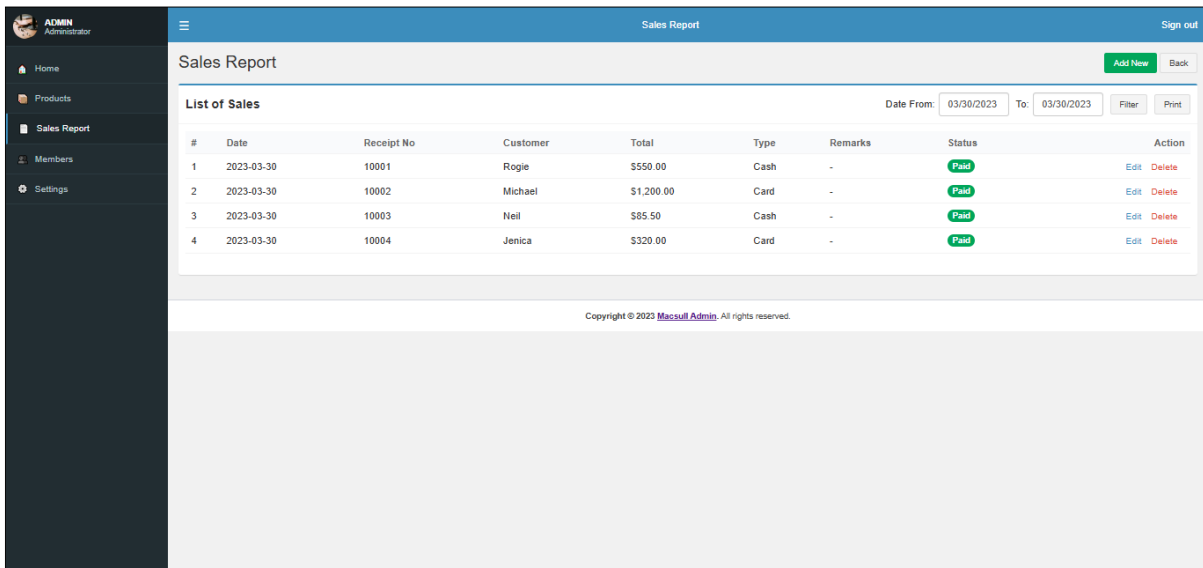 ADMIN
Administrator
☰ Sales Report Sign out
Home
Products
Sales Report
Members
Settings
Sales Report
Add New Back
List of Sales
Date From: 03/30/2023 To: 03/30/2023 Filter Print
# Date Receipt No Customer Total Type Remarks Status Action
1 2023-03-30 10001 Rogie $550.00 Cash - Paid Edit Delete
2 2023-03-30 10002 Michael $1,200.00 Card - Paid Edit Delete
3 2023-03-30 10003 Neil $85.50 Cash - Paid Edit Delete
4 2023-03-30 10004 Jenica $320.00 Card - Paid Edit Delete
Copyright © 2023 Macsull Admin. All rights reserved.